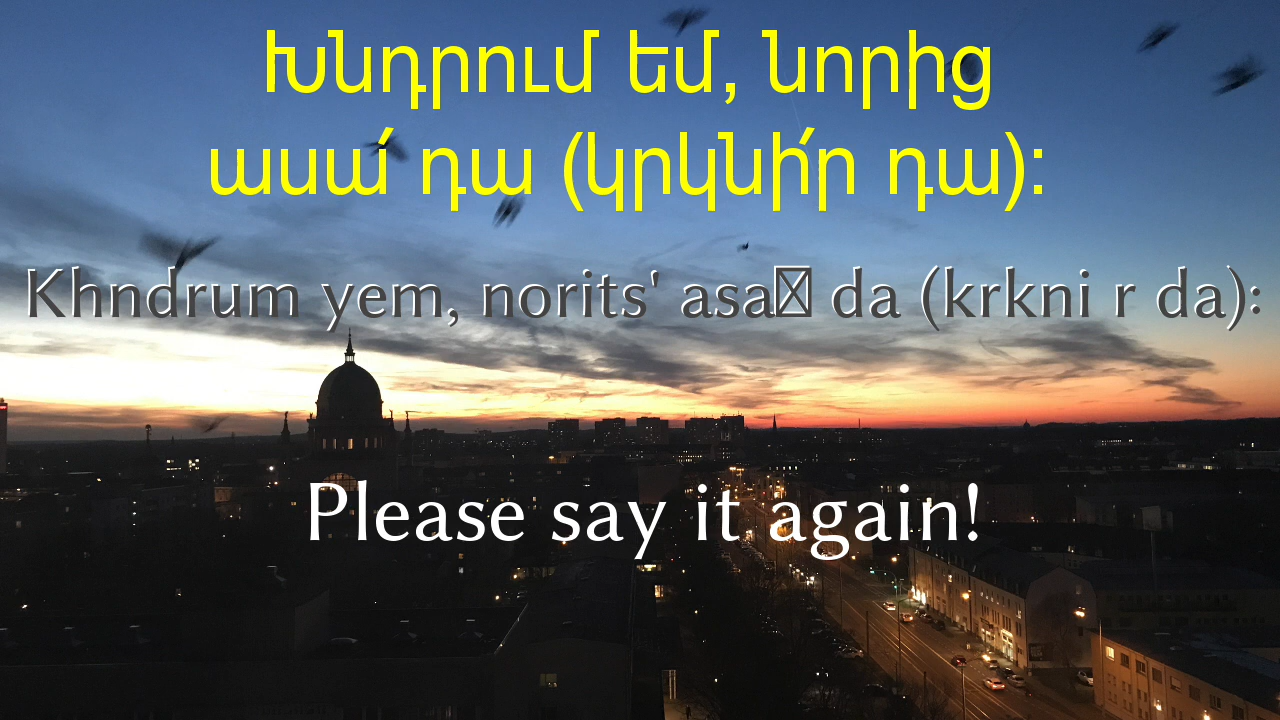 Խնդրում եմ, նորից
ասա՛ դա (կրկնի՛ր դա):
Khndrum yem, norits' asa՛ da (krkni r da):
Please say it again!